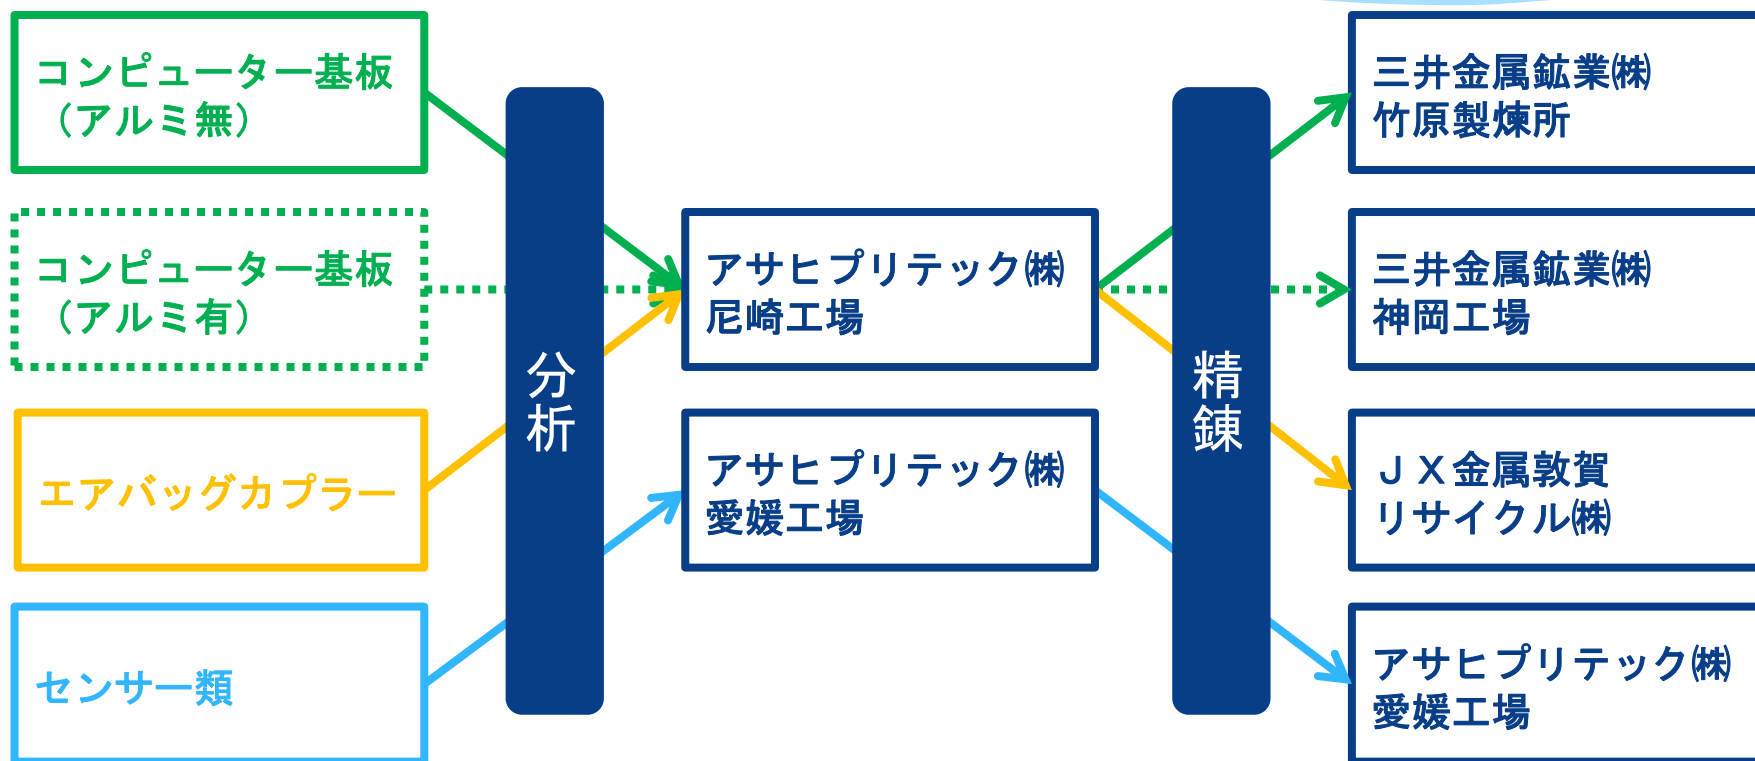 コンピューター基板
（アルミ無）
コンピューター基板
（アルミ有）
エアバッグカプラー
センサー類
分析
アサヒプリテック㈱
尼崎工場
アサヒプリテック㈱
愛媛工場
精錬
三井金属鉱業㈱
竹原製煉所
三井金属鉱業㈱
神岡工場
ＪＸ金属敦賀
リサイクル㈱
アサヒプリテック㈱
愛媛工場